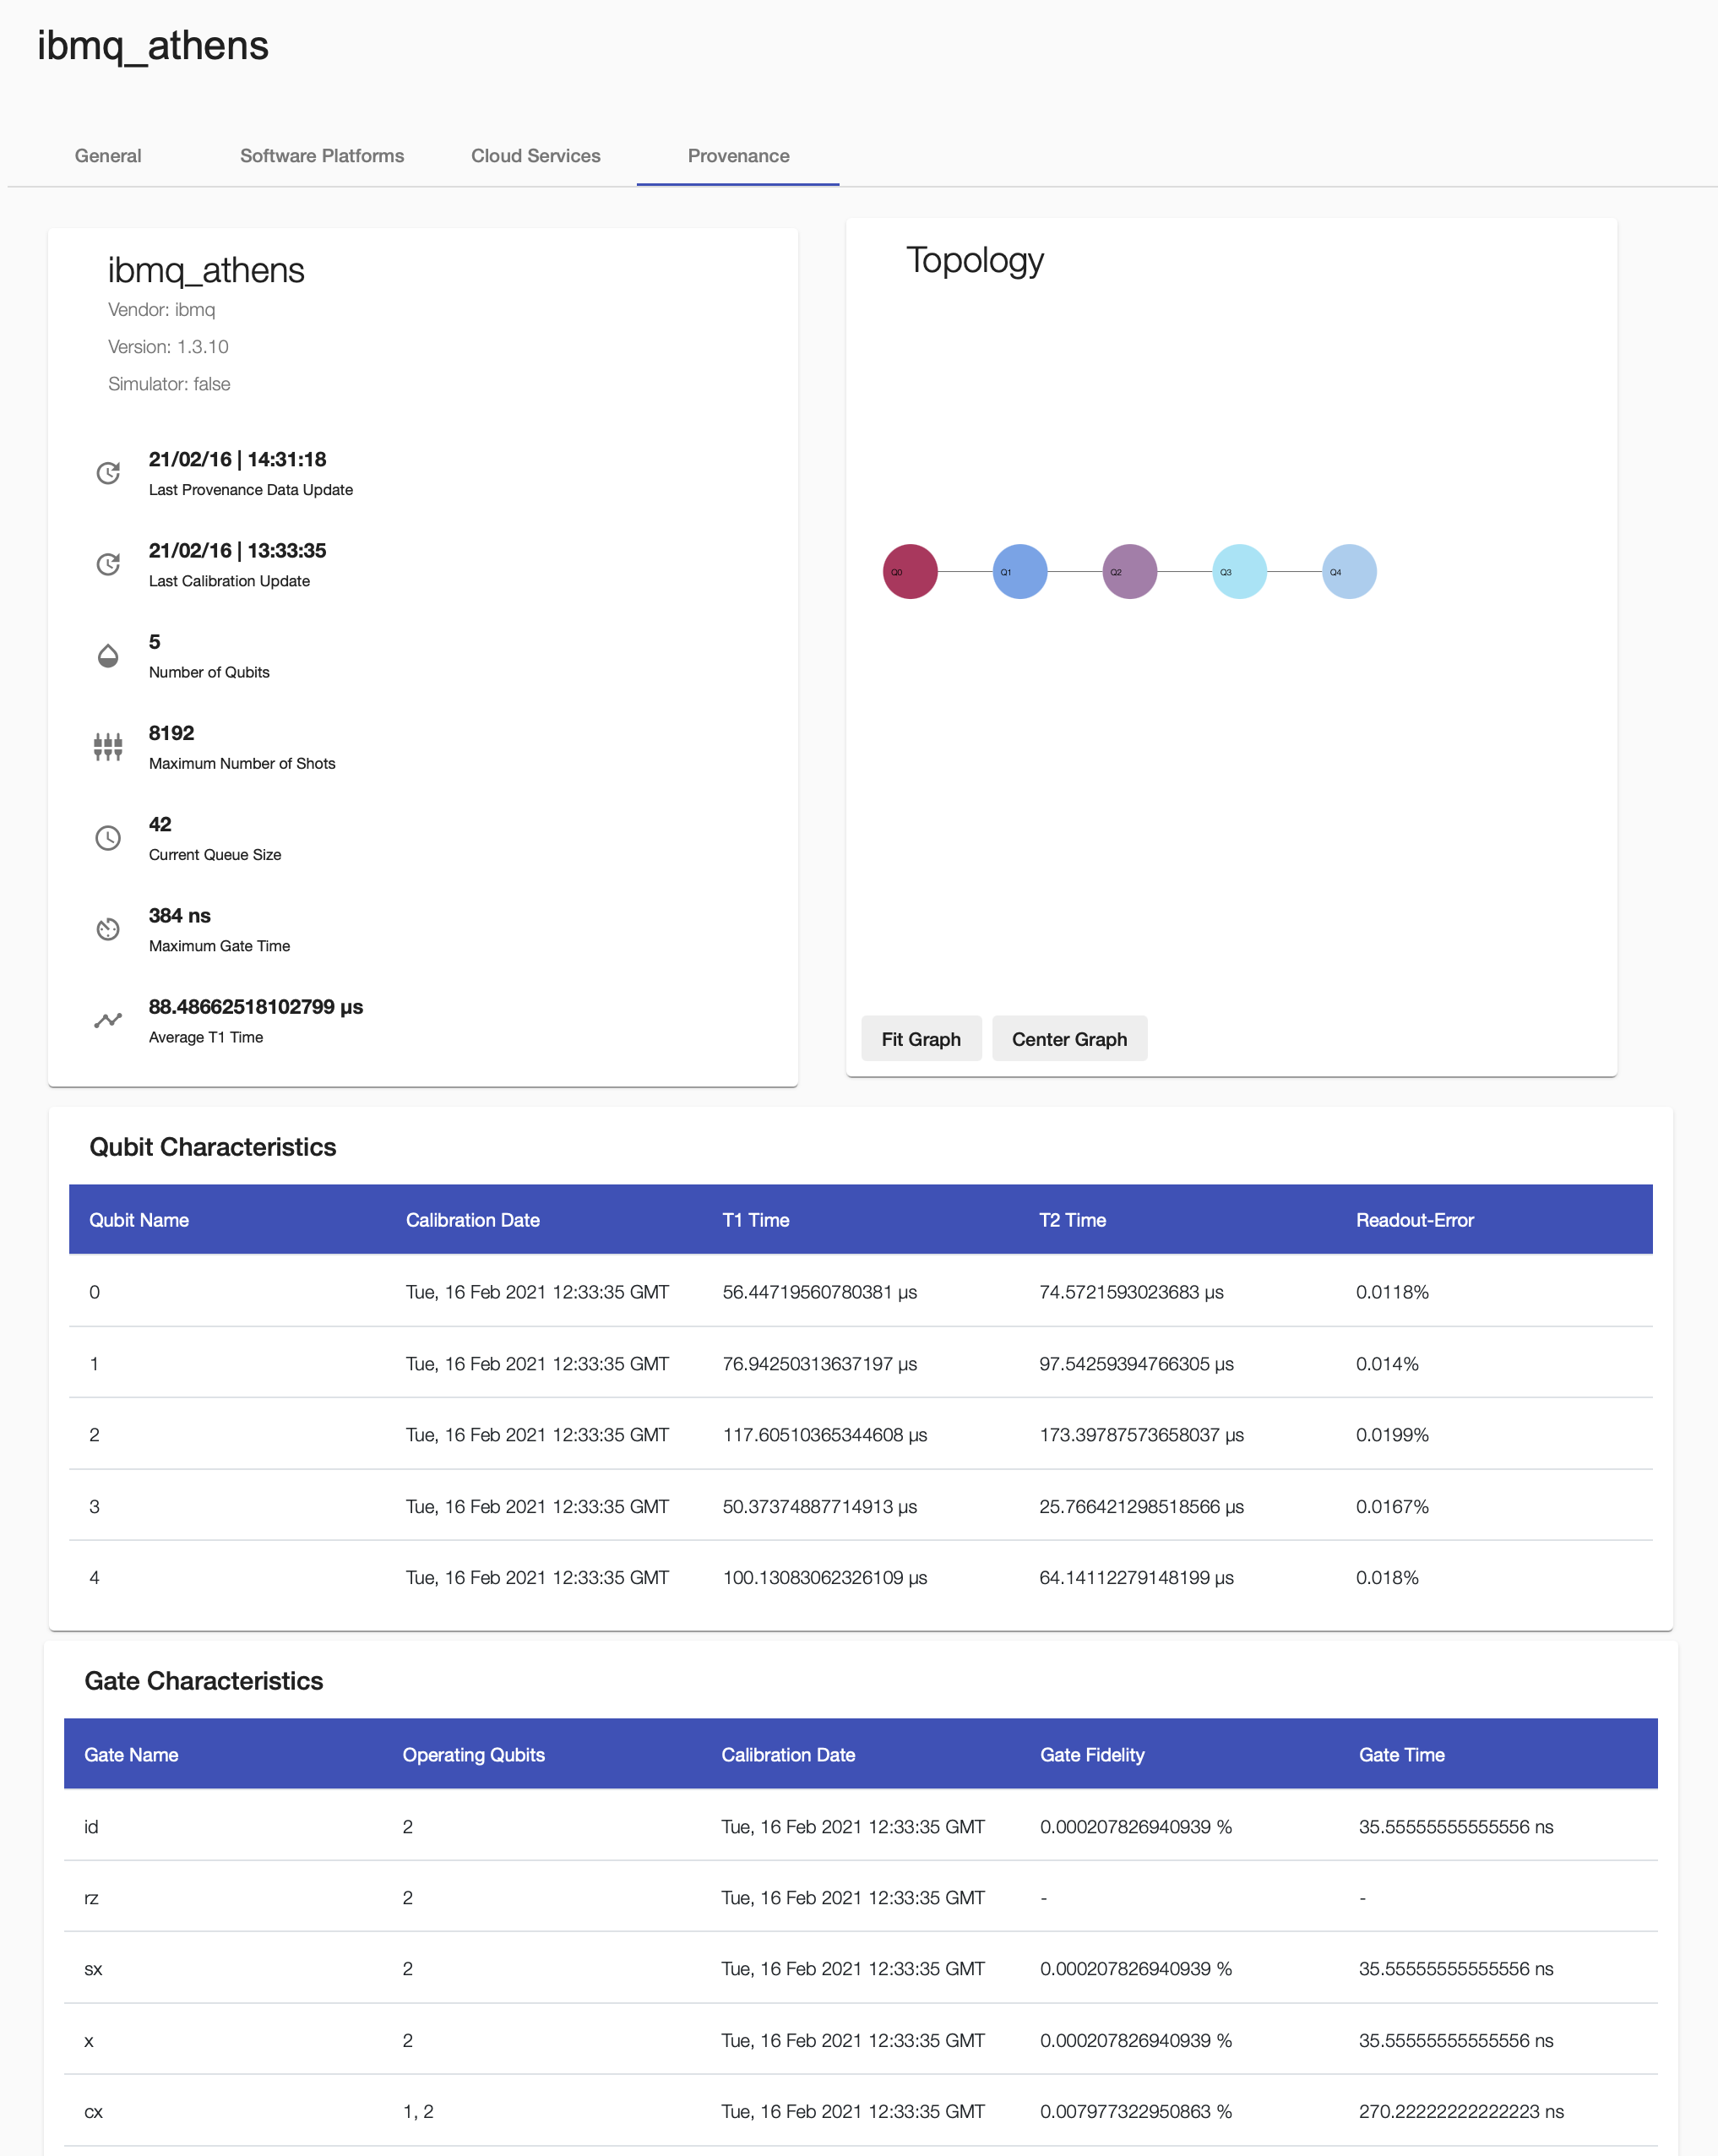 ibmq_athens
General Software Platforms Cloud Services Provenance
ibmq_athens
Vendor: ibmq
Version: 1.3.10
Simulator: false
21/02/16 | 14:31:18
Last Provenance Data Update
21/02/16 | 13:33:35
Last Calibration Update
5
Number of Qubits
8192
Maximum Number of Shots
42
Current Queue Size
384 ns
Maximum Gate Time
88.48662518102799 µs
Average T1 Time
Topology
Q0 Q1 Q2 Q3 Q4
Fit Graph Center Graph
Qubit Characteristics
Qubit Name Calibration Date T1 Time T2 Time Readout-Error
0 Tue, 16 Feb 2021 12:33:35 GMT 56.44719560780381 µs 74.5721593023683 µs 0.0118%
1 Tue, 16 Feb 2021 12:33:35 GMT 76.94250313637197 µs 97.54259394766305 µs 0.014%
2 Tue, 16 Feb 2021 12:33:35 GMT 117.60510365344608 µs 173.39787573658037 µs 0.0199%
3 Tue, 16 Feb 2021 12:33:35 GMT 50.37374887714913 µs 25.766421298518566 µs 0.0167%
4 Tue, 16 Feb 2021 12:33:35 GMT 100.13083062326109 µs 64.14112279148199 µs 0.018%
Gate Characteristics
Gate Name Operating Qubits Calibration Date Gate Fidelity Gate Time
id 2 Tue, 16 Feb 2021 12:33:35 GMT 0.000207826940939 % 35.55555555555556 ns
rz 2 Tue, 16 Feb 2021 12:33:35 GMT - -
sx 2 Tue, 16 Feb 2021 12:33:35 GMT 0.000207826940939 % 35.55555555555556 ns
x 2 Tue, 16 Feb 2021 12:33:35 GMT 0.000207826940939 % 35.55555555555556 ns
cx 1, 2 Tue, 16 Feb 2021 12:33:35 GMT 0.007977322950863 % 270.22222222222223 ns